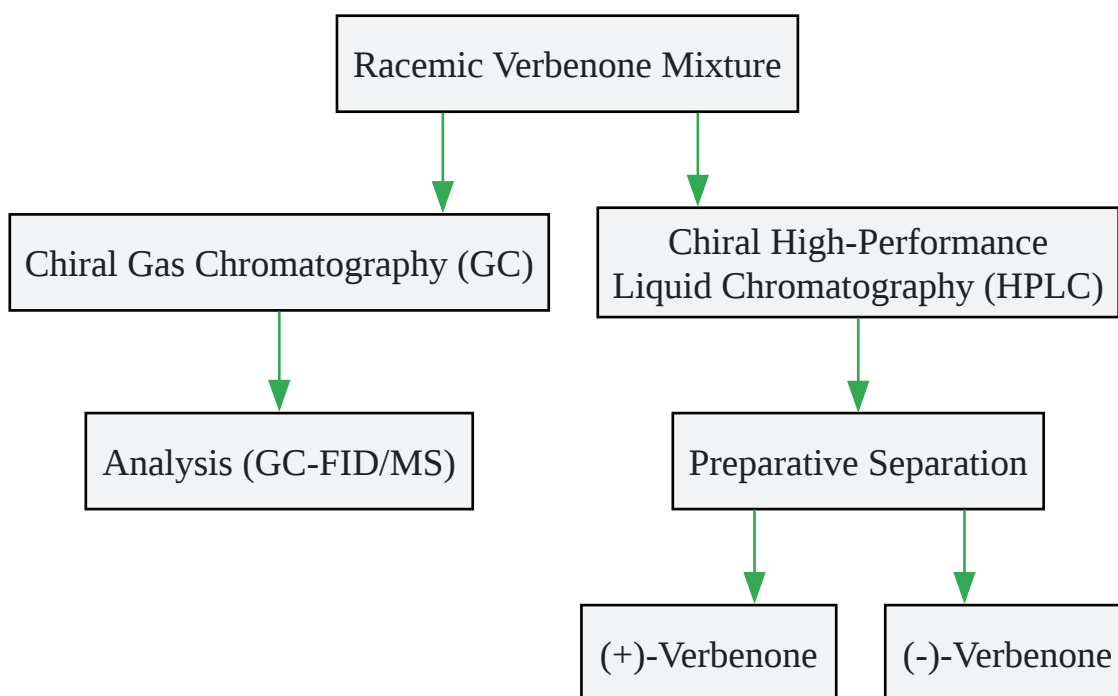 Racemic Verbenone Mixture
Chiral Gas Chromatography (GC)
Chiral High-Performance
Liquid Chromatography (HPLC)
Analysis (GC-FID/MS)
Preparative Separation
(+)-Verbenone
(-)-Verbenone